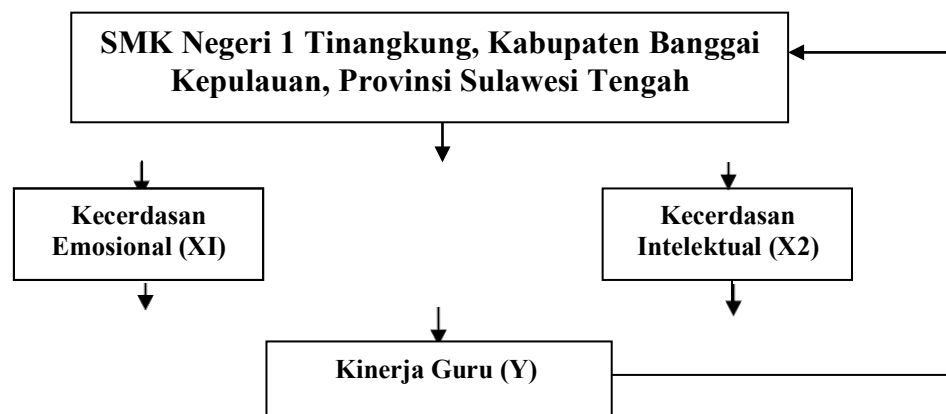 SMK Negeri 1 Tinangkung, Kabupaten Banggai
Kepulauan, Provinsi Sulawesi Tengah
Kecerdasan
Emosional (XI)
Kecerdasan
Intelektual (X2)
Kinerja Guru (Y)